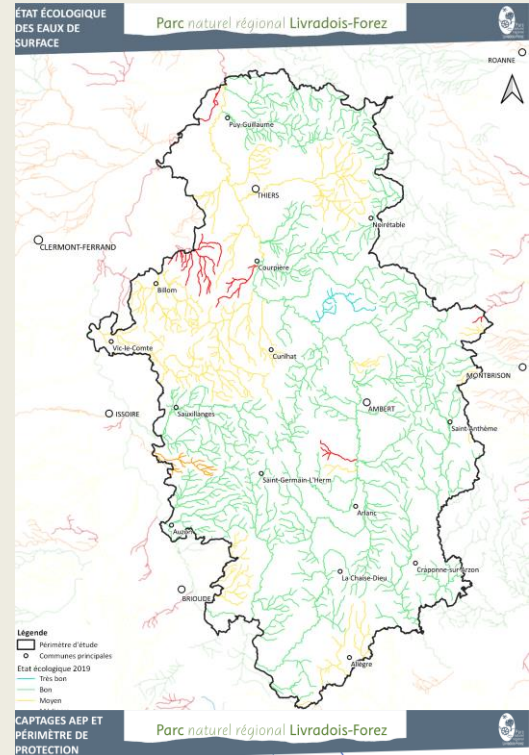 ÉTAT ÉCOLOGIQUE
DES EAUX DE
SURFACE
Parc naturel régional Livradois-Forez
ROANNE
Puy-Guillaume
THIERS
Noirétable
CLERMONT-FERRAND
Courpière
Billom
Vic-le-Comte
Cunlhat
MONTBRISON
AMBERT
ISSOIRE
Sauxillanges
Saint-Anthème
Saint-Germain-L'Herm
Arlanc
Auzon
Craponne-sur-Arzon
La Chaise-Dieu
BRIOUDE
Allègre
Légende
Périmètre d'étude
Communes principales
Etat écologique 2019
Très bon
Bon
Moyen
CAPTAGES AEP ET
PÉRIMÈTRE DE
PROTECTION
Parc naturel régional Livradois-Forez